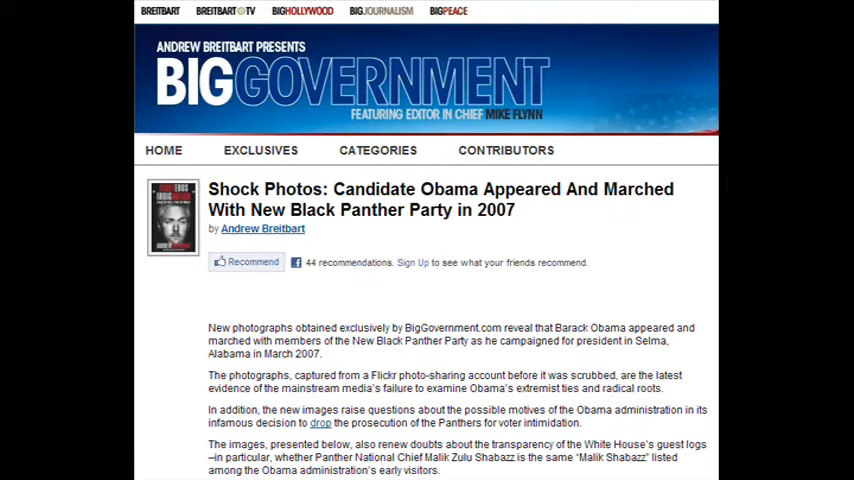 BREITBART BREITBART TV BIGHOLLYWOOD BIGJOURNALISM BIGPEACE
ANDREW BREITBART PRESENTS
BIGGOVERNMENT
FEATURING EDITOR IN CHIEF MIKE FLYNN
HOME EXCLUSIVES CATEGORIES CONTRIBUTORS
Shock Photos: Candidate Obama Appeared And Marched
With New Black Panther Party in 2007
by Andrew Breitbart
Recommend 44 recommendations. Sign Up to see what your friends recommend.
New photographs obtained exclusively by BigGovernment.com reveal that Barack Obama appeared and
marched with members of the New Black Panther Party as he campaigned for president in Selma,
Alabama in March 2007.
The photographs, captured from a Flickr photo-sharing account before it was scrubbed, are the latest
evidence of the mainstream media's failure to examine Obama's extremist ties and radical roots.
In addition, the new images raise questions about the possible motives of the Obama administration in its
infamous decision to drop the prosecution of the Panthers for voter intimidation.
The images, presented below, also renew doubts about the transparency of the White House's guest logs
–in particular, whether Panther National Chief Malik Zulu Shabazz is the same "Malik Shabazz" listed
among the Obama administration's early visitors.